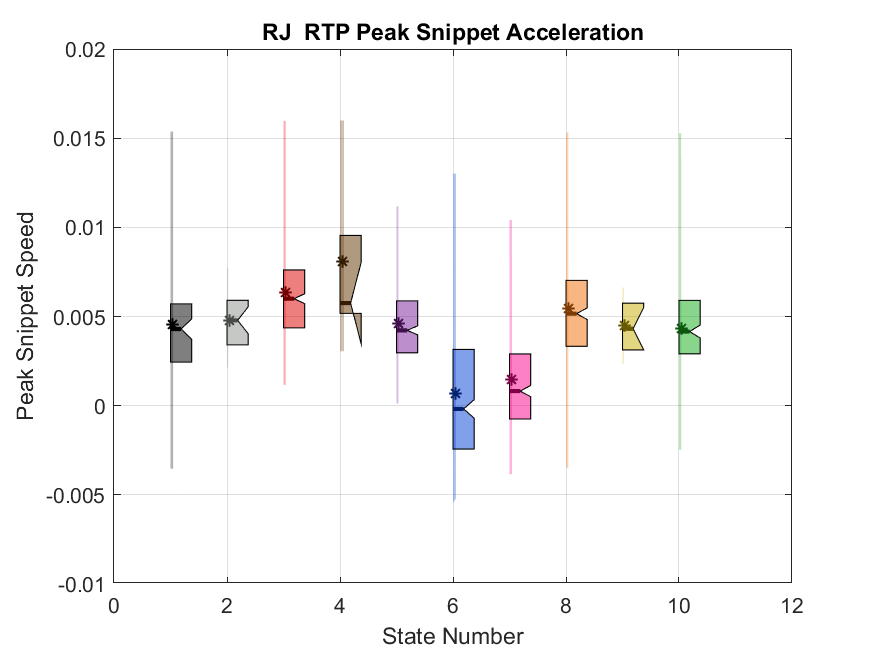 RJ  RTP Peak Snippet Acceleration
0.02
0.015
0.01
0.005
0
-0.005
-0.01
Peak Snippet Speed
0 2 4 6 8 10 12
State Number